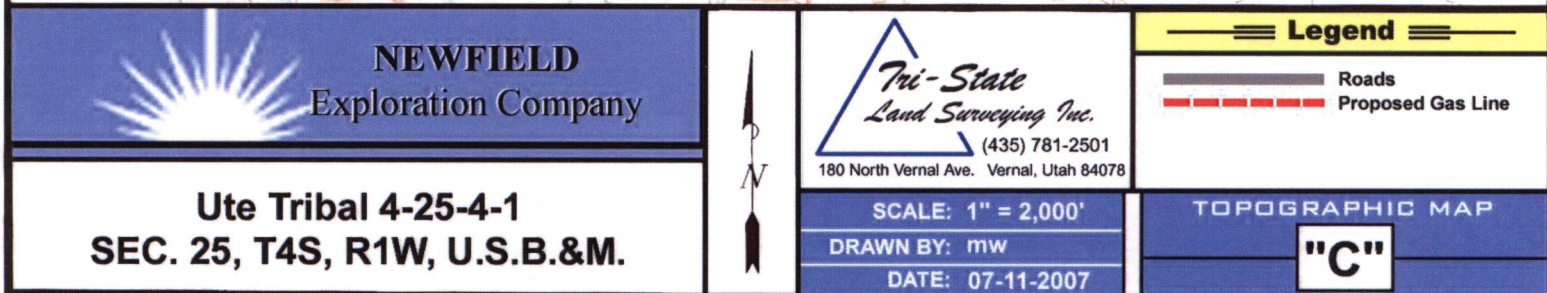 NEWFIELD
Exploration Company
Ute Tribal 4-25-4-1
SEC. 25, T4S, R1W, U.S.B.&M.
N
Tri-State
Land Surveying Inc.
(435) 781-2501
180 North Vernal Ave. Vernal, Utah 84078
SCALE: 1" = 2,000'
DRAWN BY: mw
DATE: 07-11-2007
Legend
Roads
Proposed Gas Line
TOPOGRAPHIC MAP
"C"